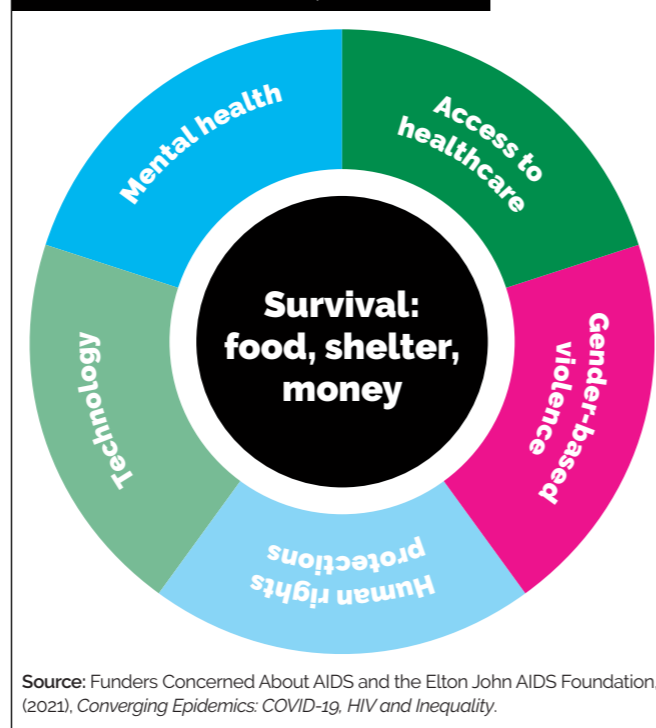 Mental health
Access to
healthcare
Gender-based
violence
Human rights
protections
Technology
Survival:
food, shelter,
money
Source: Funders Concerned About AIDS and the Elton John AIDS Foundation,
(2021), Converging Epidemics: COVID-19, HIV and Inequality.